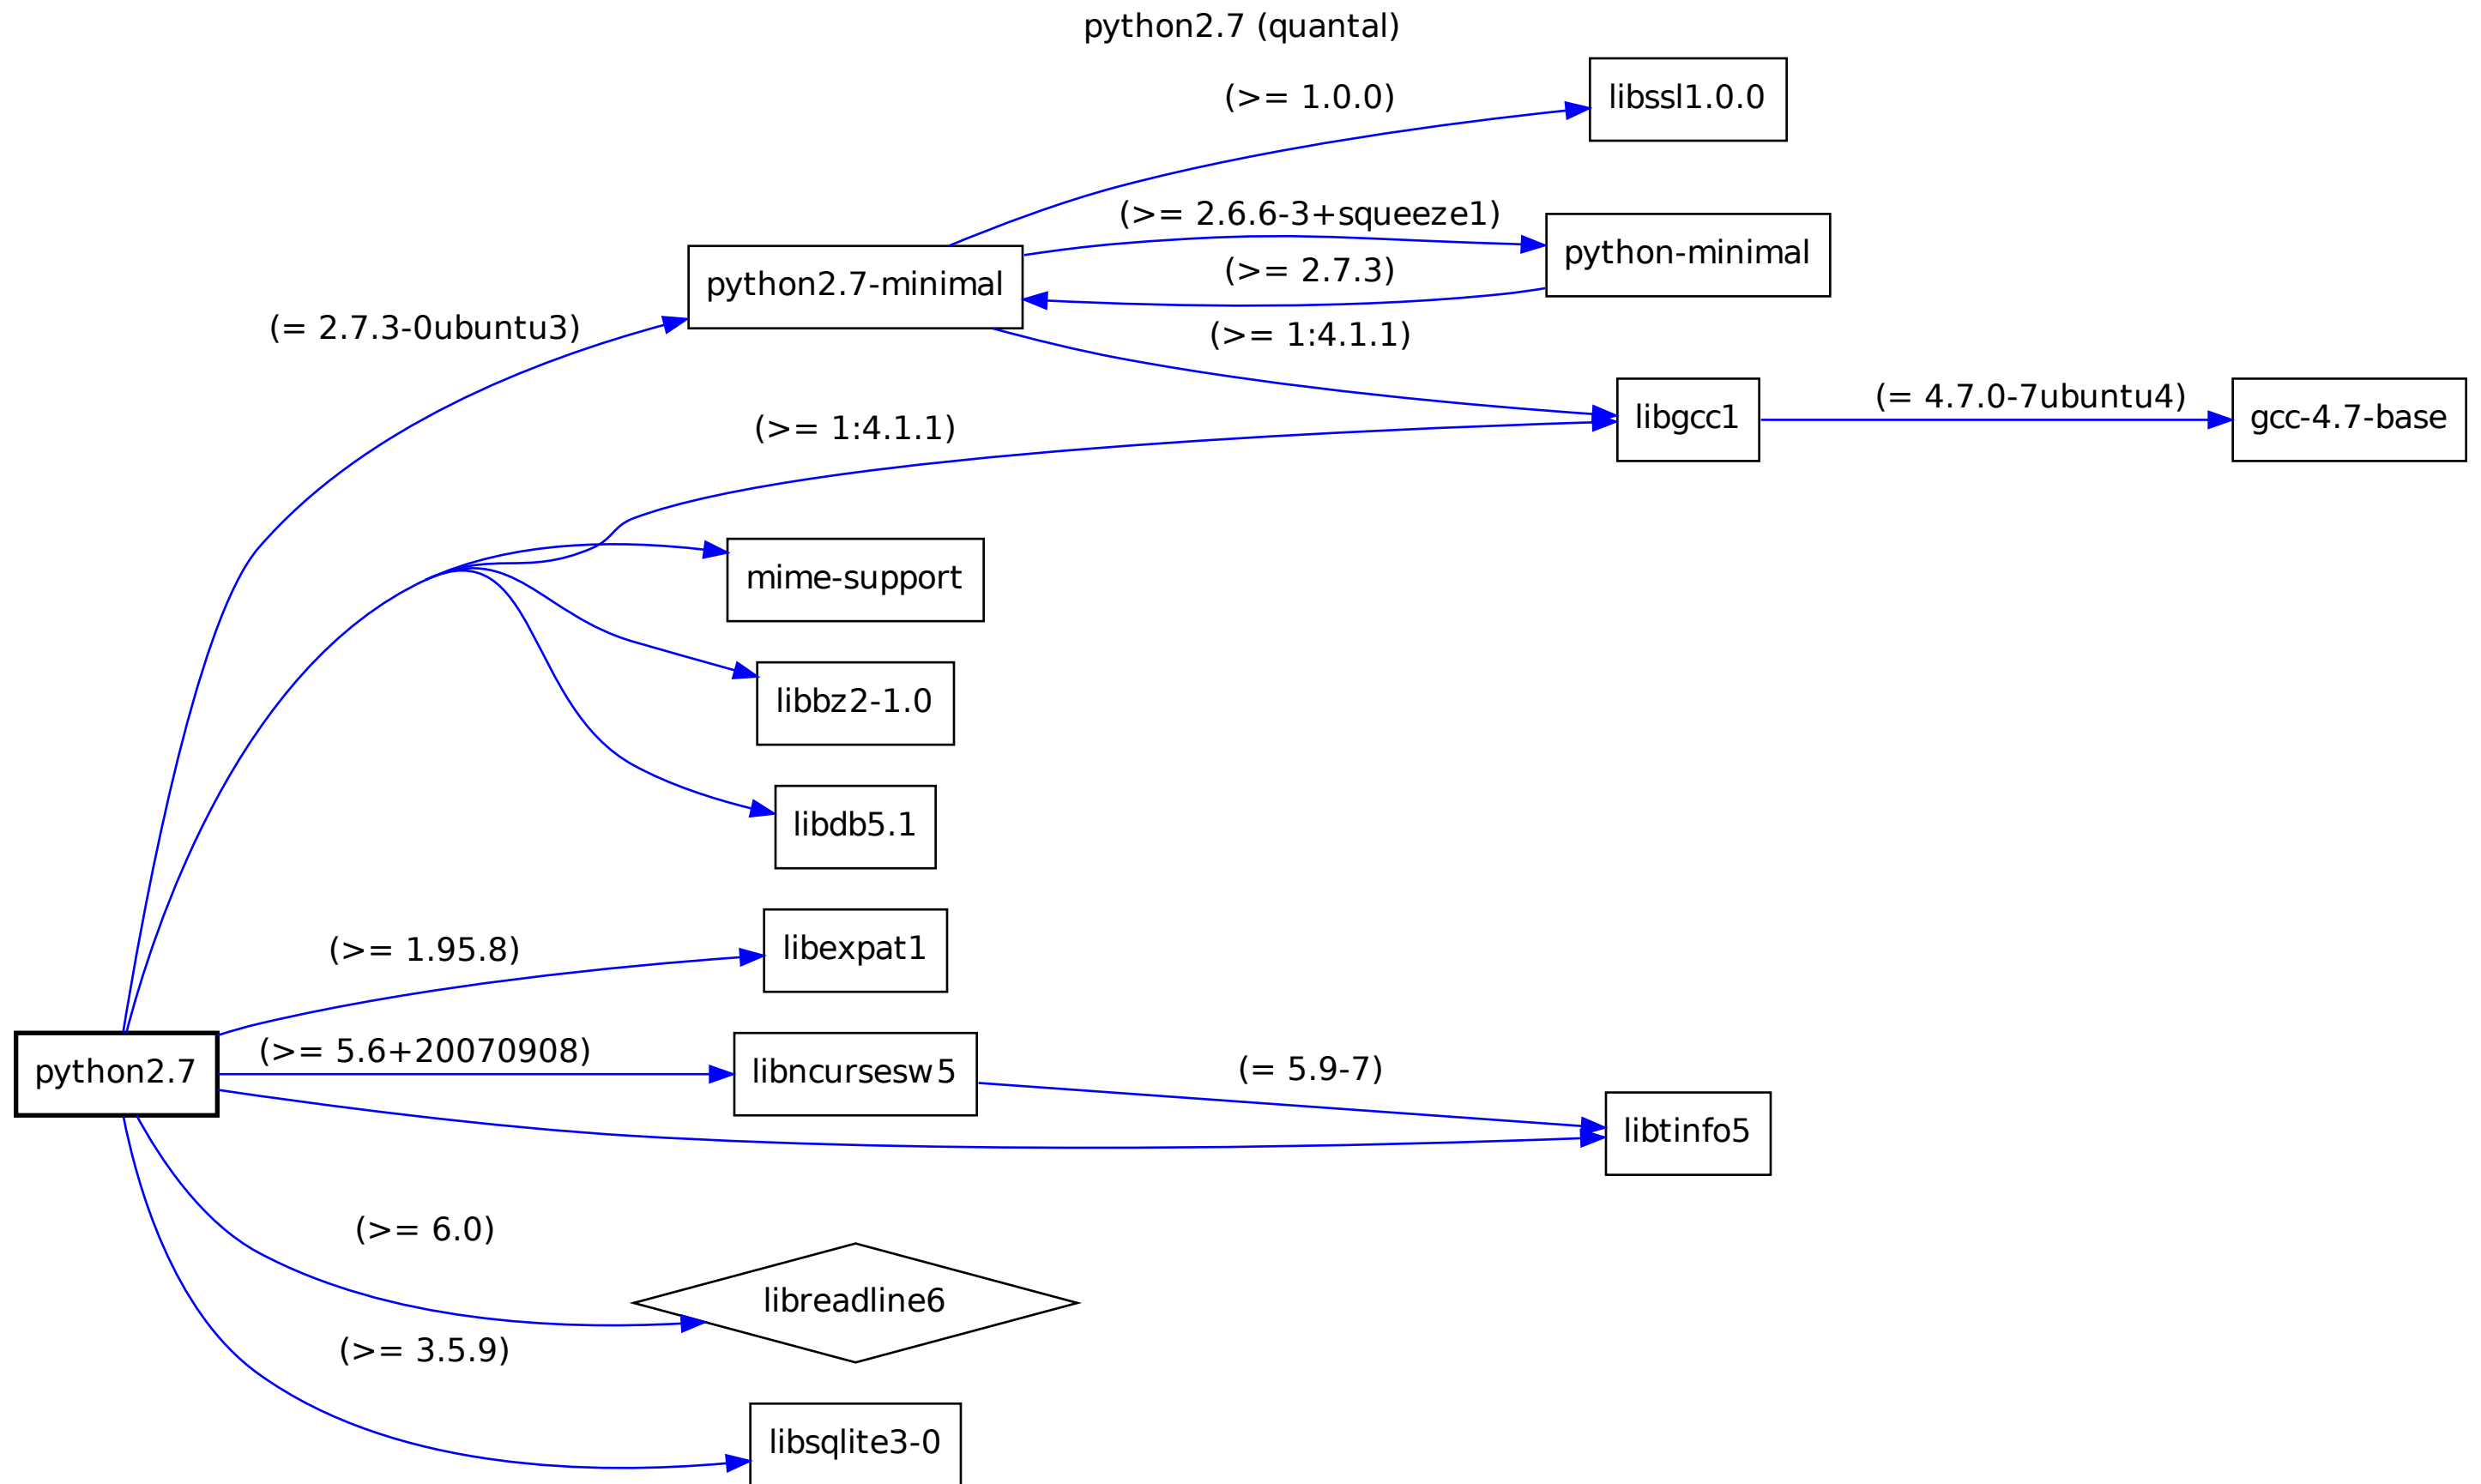 python2.7 (quantal)
(>= 1.0.0)
libssl1.0.0
(>= 2.6.6-3+squeeze1)
python-minimal
python2.7-minimal
(>= 2.7.3)
(= 2.7.3-0ubuntu3)
(>= 1:4.1.1)
(>= 1:4.1.1)
libgcc1
(= 4.7.0-7ubuntu4)
gcc-4.7-base
mime-support
libbz2-1.0
libdb5.1
(>= 1.95.8)
libexpat1
python2.7
(>= 5.6+20070908)
libncursesw5
(= 5.9-7)
libtinfo5
(>= 6.0)
libreadline6
(>= 3.5.9)
libsqlite3-0